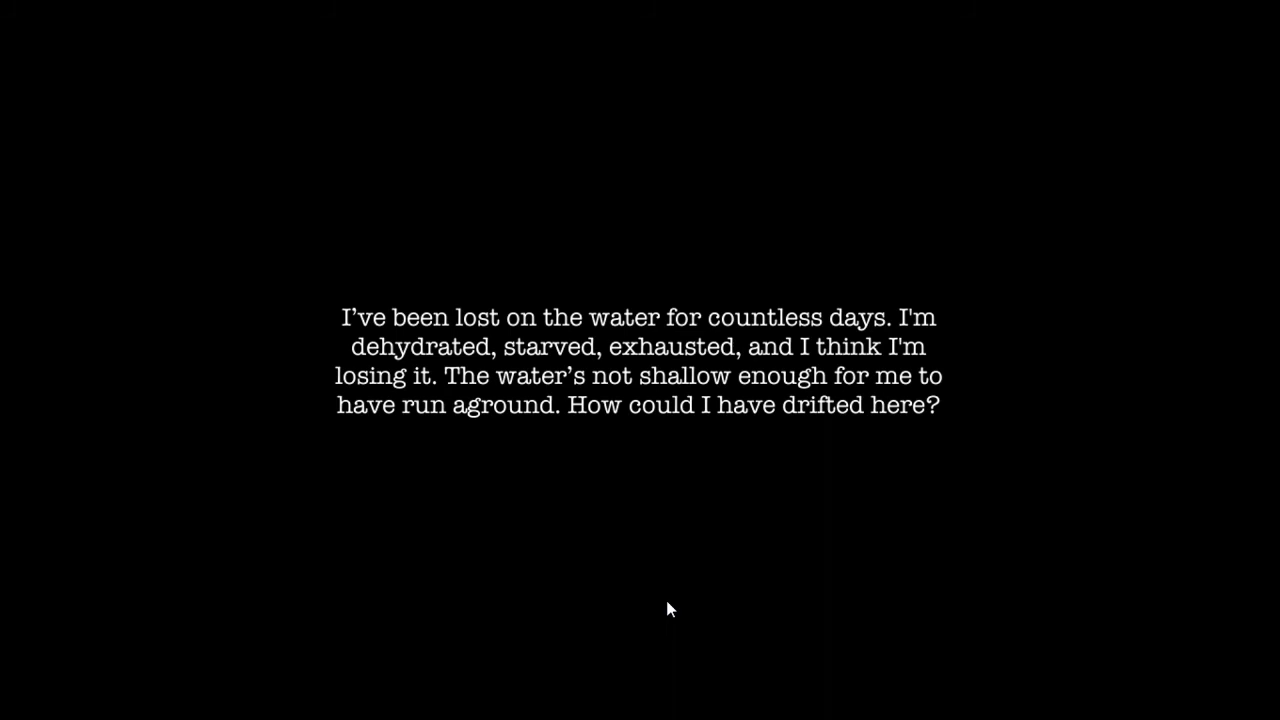 I’ve been lost on the water for countless days. I'm
dehydrated, starved, exhausted, and I think I'm
losing it. The water’s not shallow enough for me to
have run aground. How could I have drifted here?